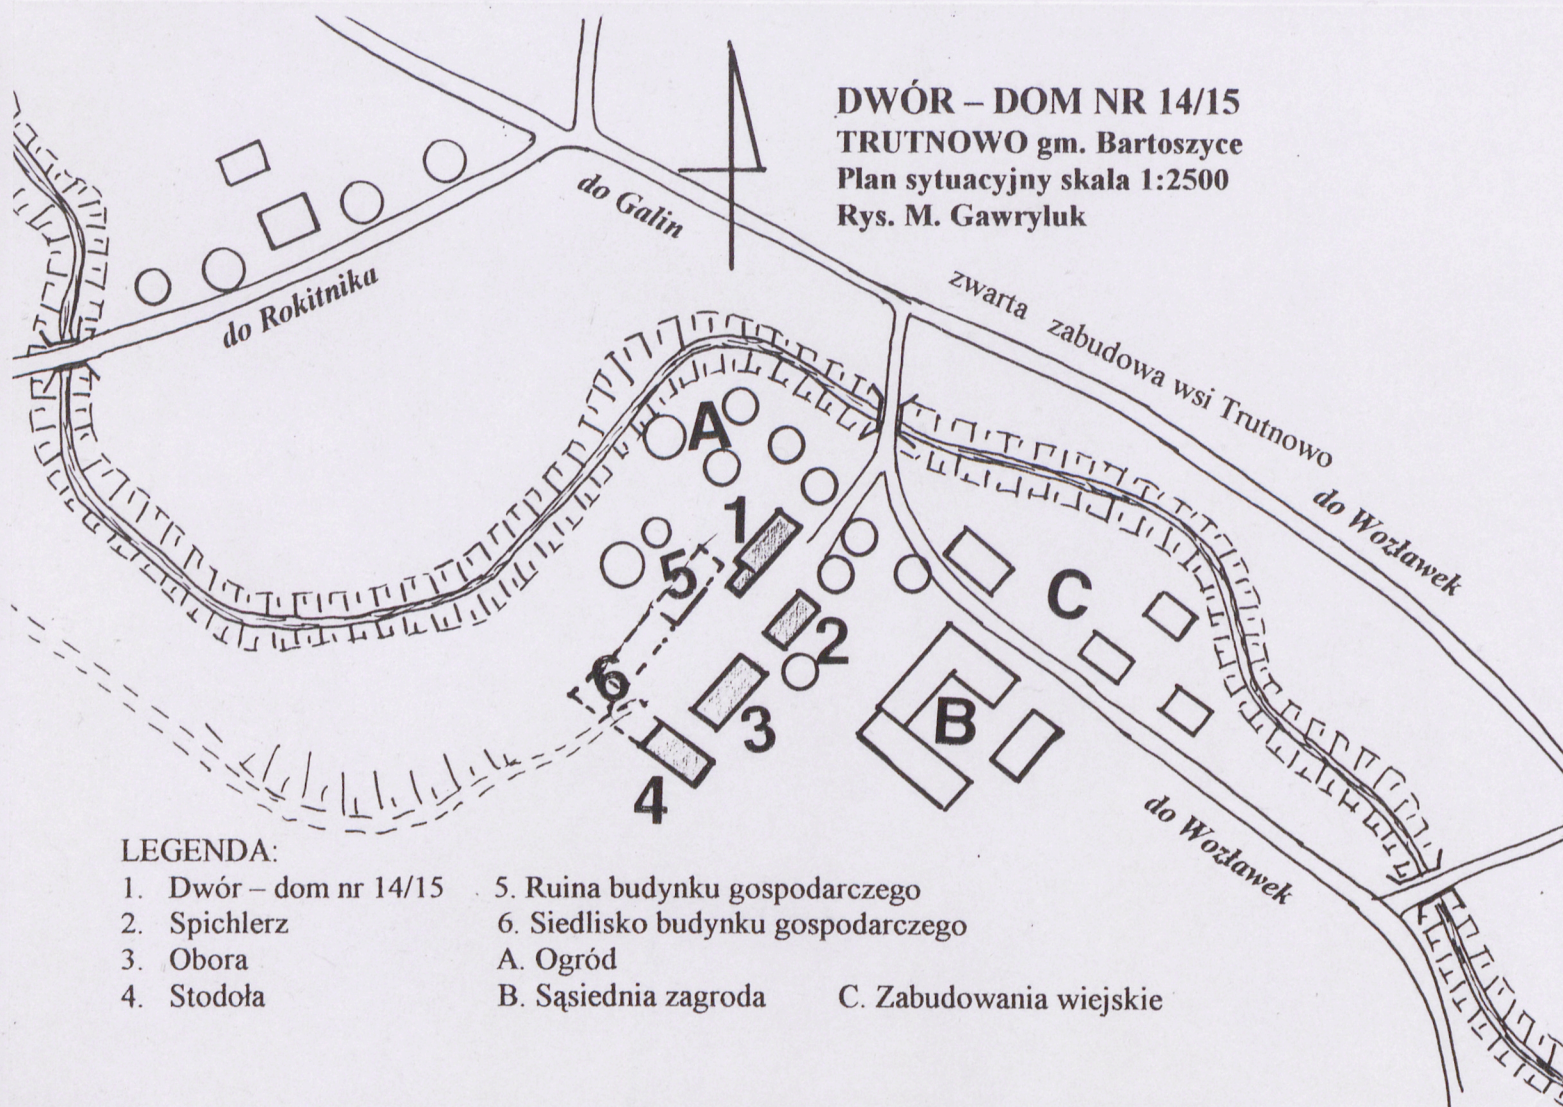 DWÓR – DOM NR 14/15
TRUTNOWO gm. Bartoszyce
Plan sytuacyjny skala 1:2500
Rys. M. Gawryluk
do Galin
do Rokitnika
zwarta zabudowa wsi Trutnowo
do Wozławek
A
1
5
C
2
6
B
3
4
do Wozławek
LEGENDA:
1. Dwór – dom nr 14/15
2. Spichlerz
3. Obora
4. Stodoła
5. Ruina budynku gospodarczego
6. Siedlisko budynku gospodarczego
A. Ogród
B. Sąsiednia zagroda
C. Zabudowania wiejskie